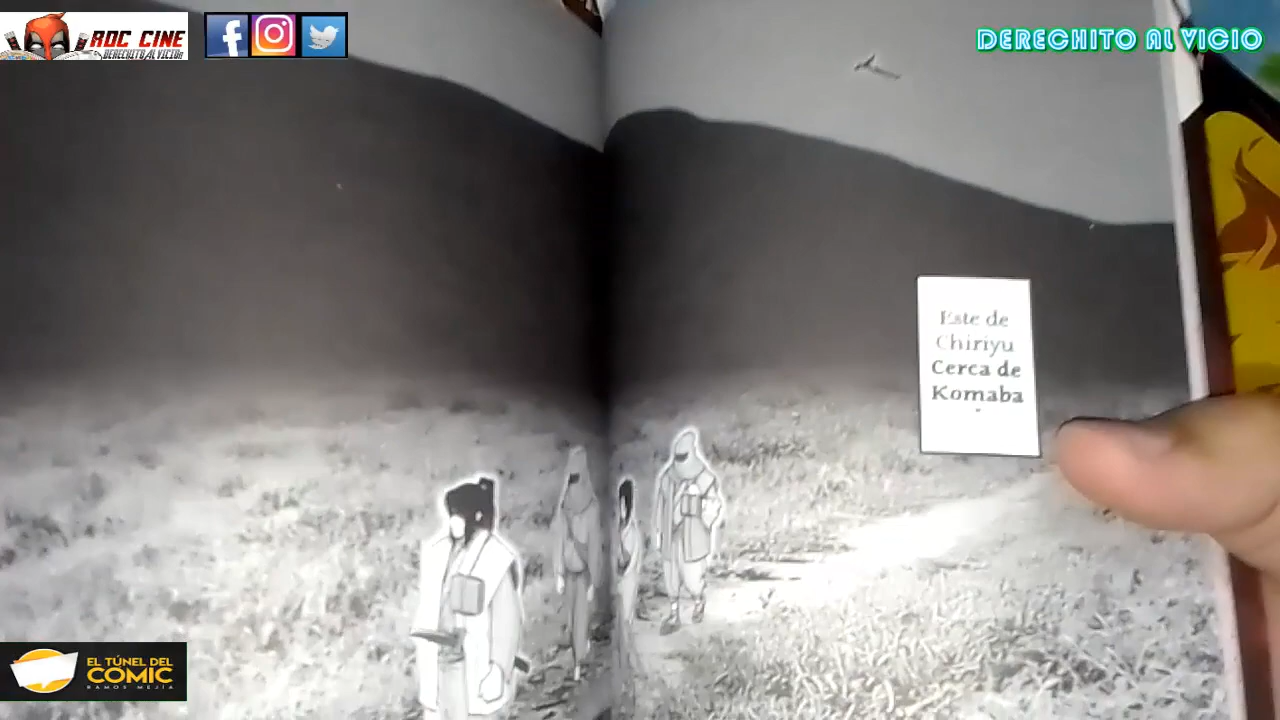 ROC CINE
DERECHITO AL VICIO!!
DERECHITO AL VICIO
Este de
Chiriyu
Cerca de
Komaba
EL TÚNEL DEL
COMIC
RAMOS MEJÍA